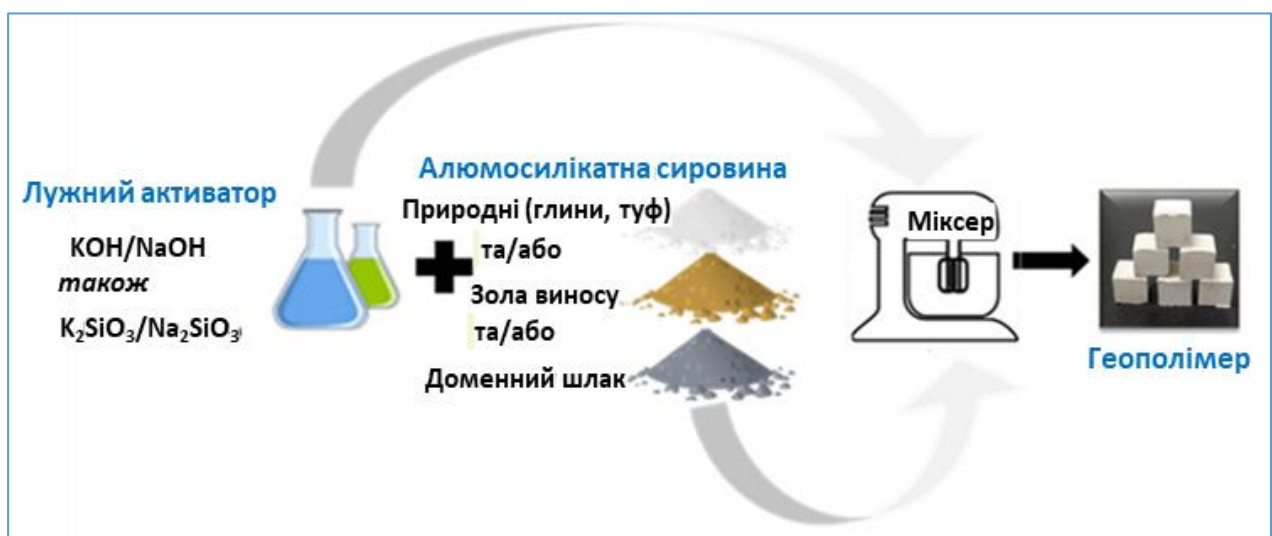 Лужний активатор
KOH/NaOH
також
K₂SiO₃/Na₂SiO₃
Алюмосилікатна сировина
Природні (глини, туф)
та/або
Зола виносу
та/або
Доменний шлак
Міксер
Геополімер